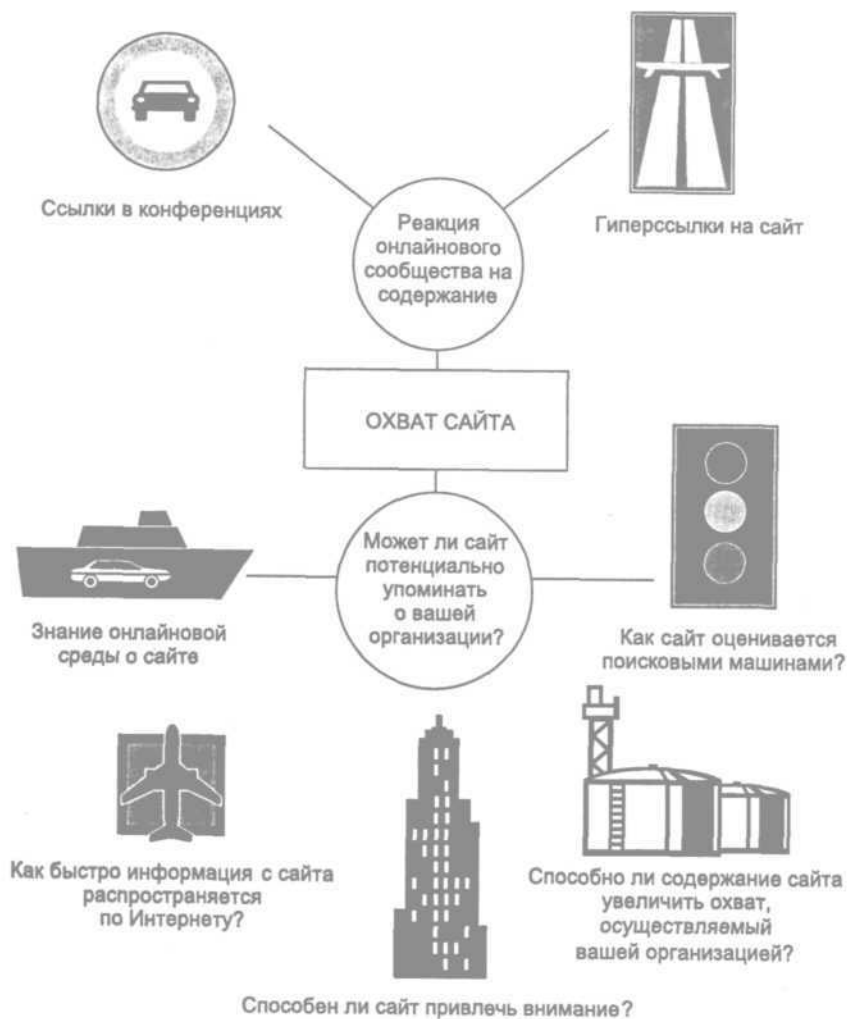 Ссылки в конференциях
Гиперссылки на сайт
Реакция
онлайнового
сообщества на
содержание
ОХВАТ САЙТА
Может ли сайт
потенциально
упоминать
о вашей
организации?
Знание онлайновой
среды о сайте
Как сайт оценивается
поисковыми машинами?
Как быстро информация с сайта
распространяется
по Интернету?
Способно ли содержание сайта
увеличить охват,
осуществляемый
вашей организацией?
Способен ли сайт привлечь внимание?